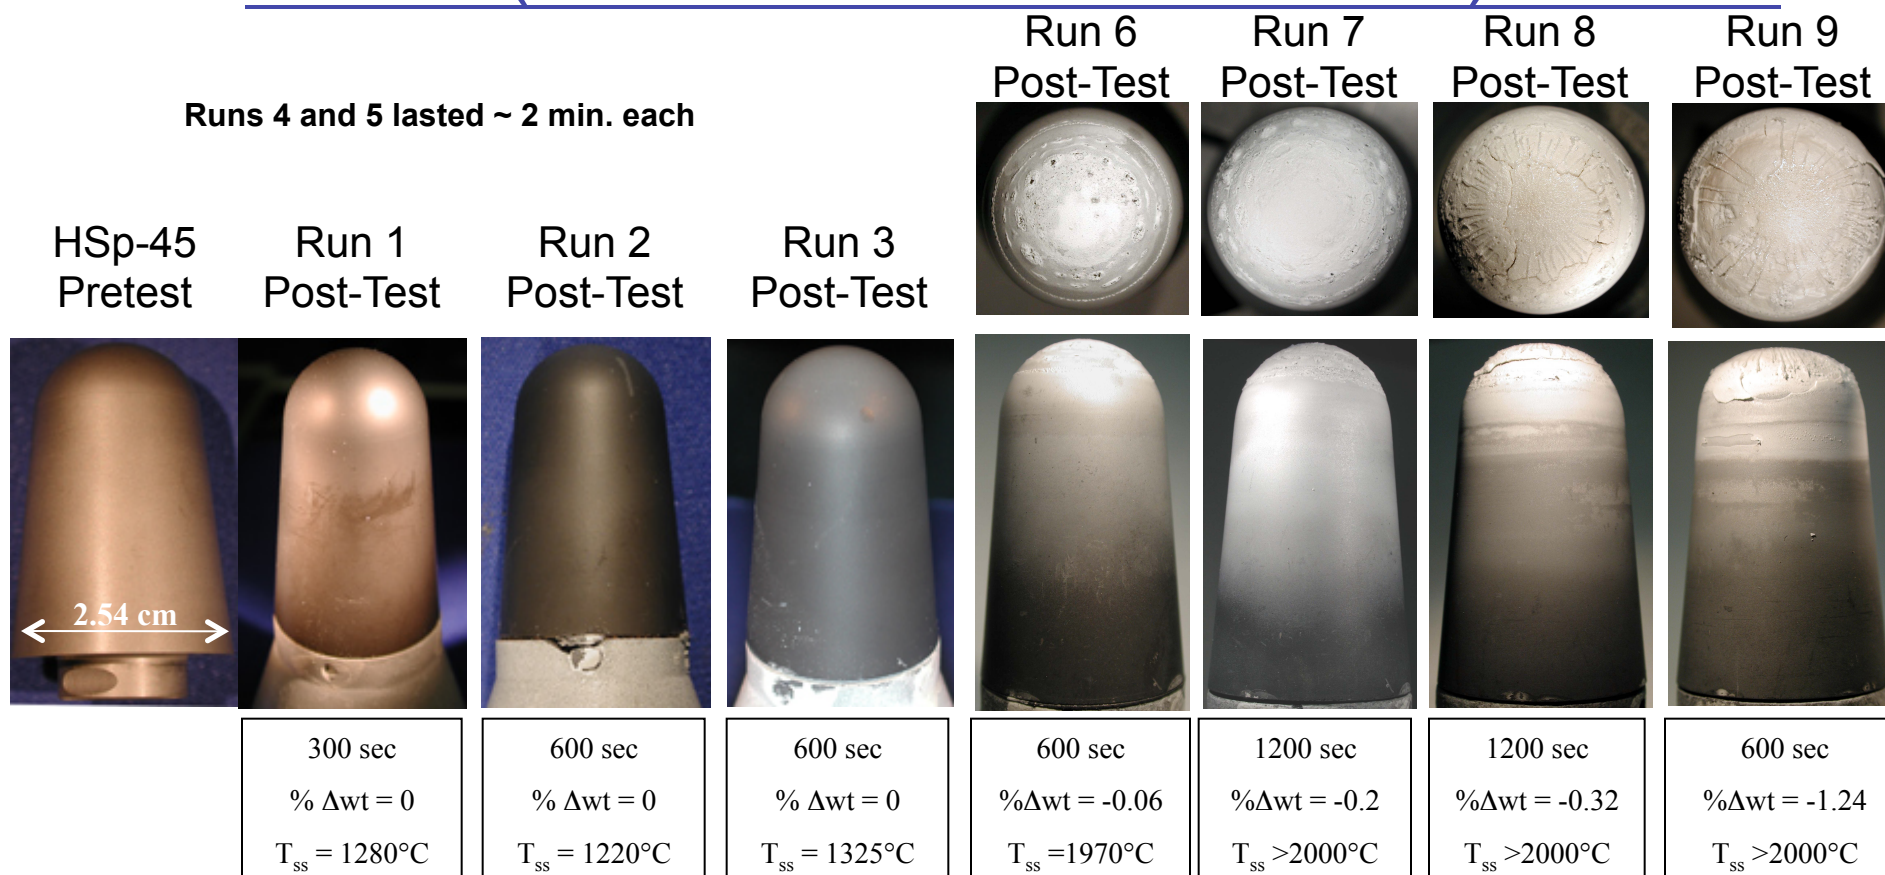 Run 6
Post-Test
Run 7
Post-Test
Run 8
Post-Test
Run 9
Post-Test
Runs 4 and 5 lasted ~ 2 min. each
HSp-45
Pretest
Run 1
Post-Test
Run 2
Post-Test
Run 3
Post-Test
2.54 cm
300 sec
% Δwt = 0
Tss = 1280°C
600 sec
% Δwt = 0
Tss = 1220°C
600 sec
% Δwt = 0
Tss = 1325°C
600 sec
%Δwt = -0.06
Tss =1970°C
1200 sec
%Δwt = -0.2
Tss >2000°C
1200 sec
%Δwt = -0.32
Tss >2000°C
600 sec
%Δwt = -1.24
Tss >2000°C